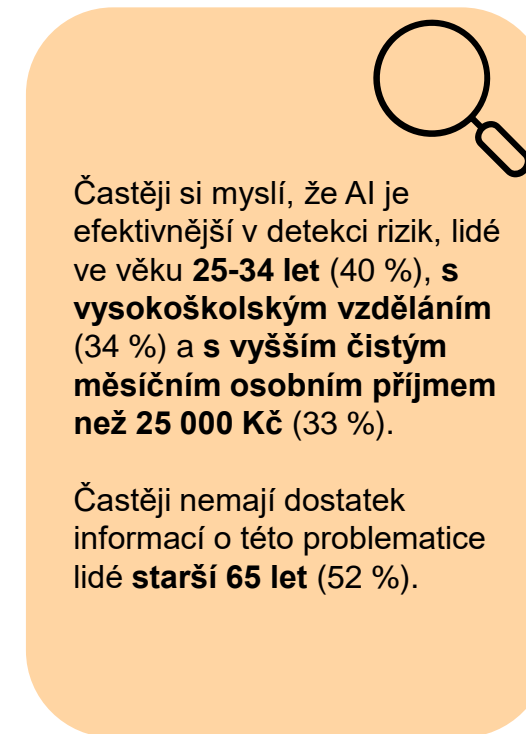 Častěji si myslí, že AI je
efektivnější v detekci rizik, lidé
ve věku 25-34 let (40 %), s
vysokoškolským vzděláním
(34 %) a s vyšším čistým
měsíčním osobním příjmem
než 25 000 Kč (33 %).
Častěji nemají dostatek
informací o této problematice
lidé starší 65 let (52 %).